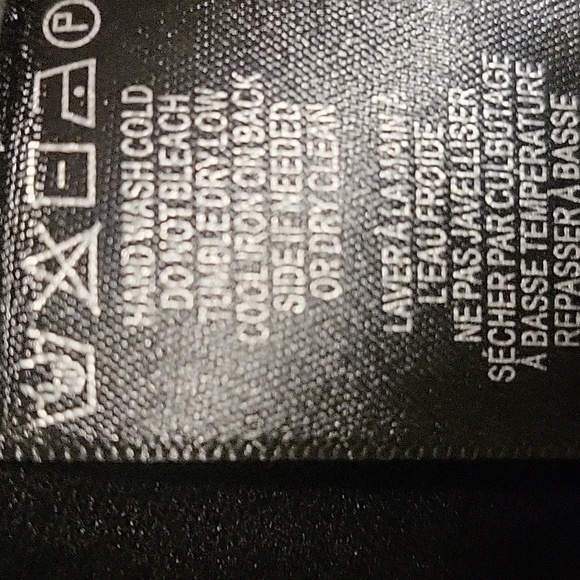 P
HAND WASH COLD
DO NOT BLEACH
TUMBLE DRY LOW
COOL IRON ON BACK
SIDE IF NEEDED
OR DRY CLEAN
LAVER À LA MAIN À
L'EAU FROIDE
NE PAS JAVELLISER
SÉCHER PAR CULBUTAGE
À BASSE TEMPÉRATURE
REPASSER À BASSE